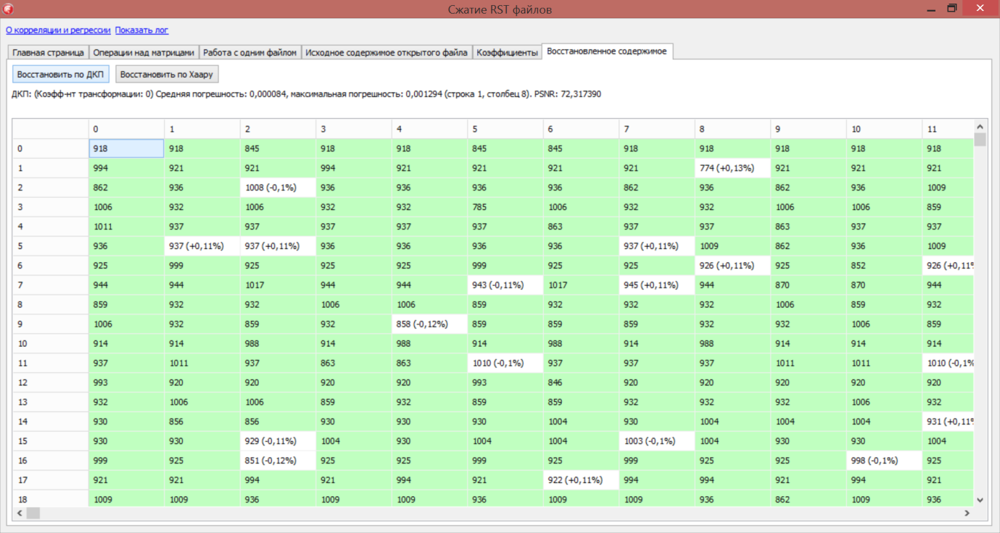 Сжатие RST файлов
О корреляции и регрессии Показать лог
Главная страница Операции над матрицами Работа с одним файлом Исходное содержимое открытого файла Коэффициенты Восстановленное содержимое
Восстановить по ДКП Восстановить по Хаару
ДКП: (Коэфф-нт трансформации: 0) Средняя погрешность: 0,000084, максимальная погрешность: 0,001294 (строка 1, столбец 8). PSNR: 72,317390
0 1 2 3 4 5 6 7 8 9 10 11
0 918 918 845 918 918 845 845 918 918 918 918 918
1 994 921 921 994 921 921 921 921 774 (+0,13%) 921 921 921
2 862 936 1008 (-0,1%) 936 936 936 936 862 936 862 936 1009
3 1006 932 1006 932 932 785 1006 932 932 1006 1006 859
4 1011 937 937 937 937 937 863 937 937 863 937 937
5 936 937 (+0,11%) 937 (+0,11%) 936 936 936 936 937 (+0,11%) 1009 862 936 1009
6 925 999 925 925 925 999 925 925 926 (+0,11%) 925 852 926 (+0,11%
7 944 944 1017 944 944 943 (-0,11%) 1017 945 (+0,11%) 944 870 870 944
8 859 932 932 1006 1006 859 932 932 932 1006 859 932
9 1006 932 859 932 858 (-0,12%) 859 859 859 932 932 1006 859
10 914 914 988 914 988 914 988 914 988 914 914 914
11 937 1011 937 863 863 1010 (-0,1%) 937 937 937 1011 1011 1010 (-0,1%
12 993 920 920 920 920 993 846 920 920 920 920 920
13 932 1006 1006 859 932 859 859 932 932 932 1006 932
14 930 856 856 930 930 930 1004 930 1004 1004 1004 931 (+0,11%
15 930 930 929 (-0,11%) 1004 930 1004 1004 1003 (-0,1%) 1004 930 930 1004
16 999 925 851 (-0,12%) 925 925 999 925 999 925 925 998 (-0,1%) 925
17 921 921 994 921 994 921 922 (+0,11%) 994 994 921 994 921
18 1009 1009 936 1009 1009 936 1009 1009 936 862 1009 936